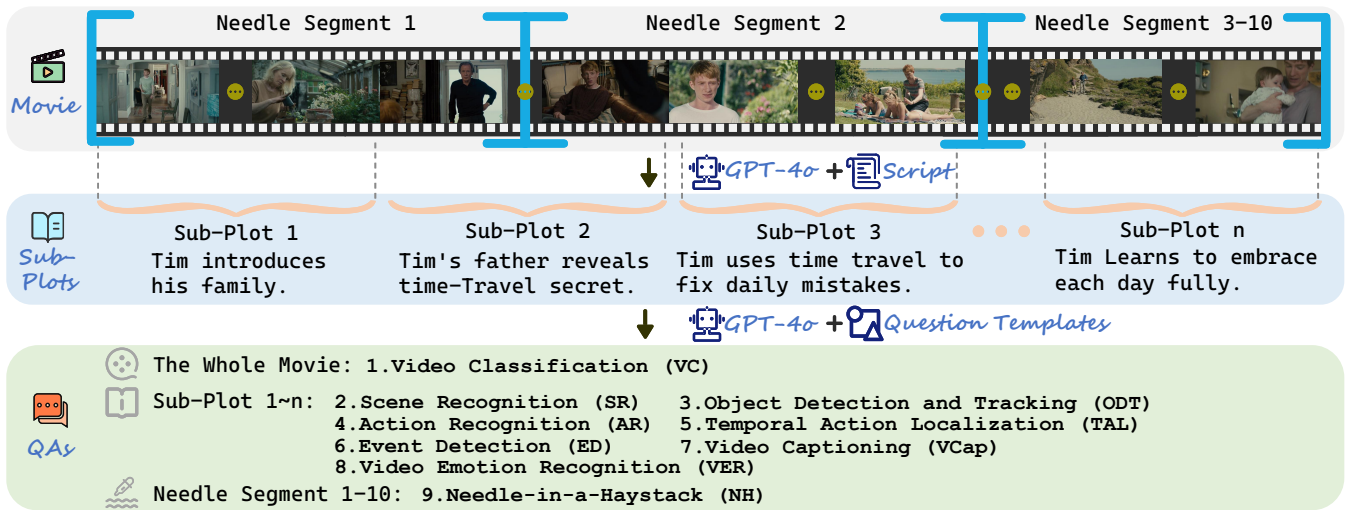 Needle Segment 1
Needle Segment 2
Needle Segment 3-10
Movie
GPT-4o + Script
Sub-Plots
Sub-Plot 1
Tim introduces
his family.
Sub-Plot 2
Tim's father reveals
time-Travel secret.
Sub-Plot 3
Tim uses time travel to
fix daily mistakes.
Sub-Plot n
Tim Learns to embrace
each day fully.
GPT-4o + Question Templates
QAs
The Whole Movie: 1.Video Classification (VC)
Sub-Plot 1~n: 2.Scene Recognition (SR) 3.Object Detection and Tracking (ODT)
4.Action Recognition (AR) 5.Temporal Action Localization (TAL)
6.Event Detection (ED) 7.Video Captioning (VCap)
8.Video Emotion Recognition (VER)
Needle Segment 1-10: 9.Needle-in-a-Haystack (NH)